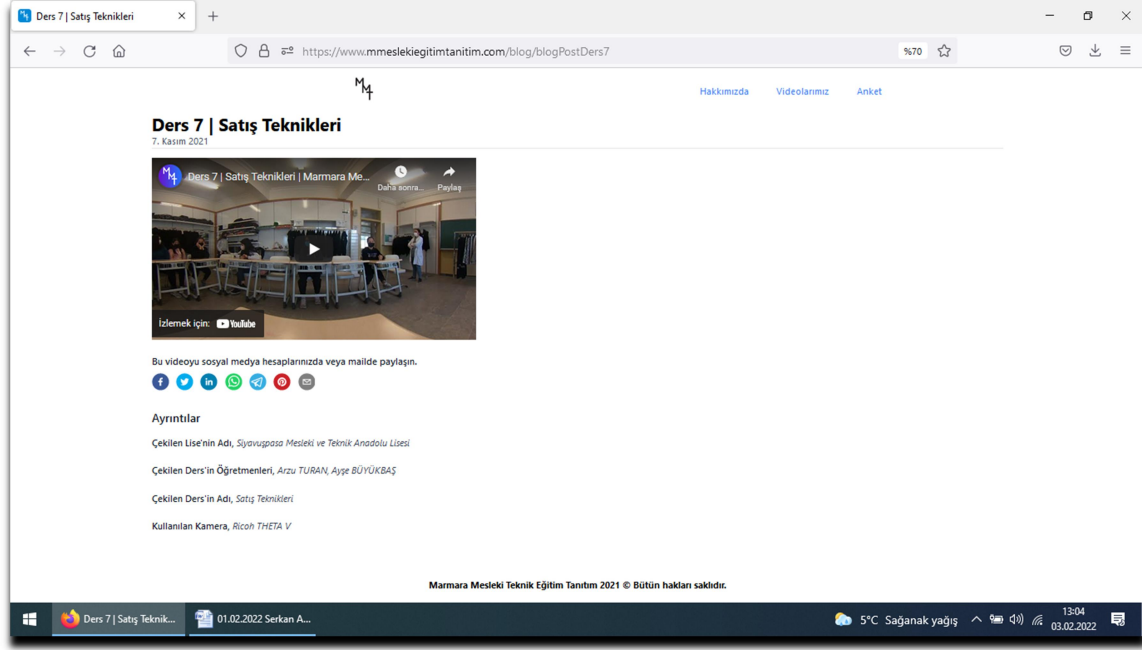 Ders 7 | Satış Teknikleri
https://www.mmeslekiegitimtanitim.com/blog/blogPostDers7
%70
Hakkımızda Videolarımız Anket
Ders 7 | Satış Teknikleri
7. Kasım 2021
Ders 7 | Satış Teknikleri | Marmara Me...
Daha sonra... Paylaş
İzlemek için: YouTube
Bu videoyu sosyal medya hesaplarınızda veya mailde paylaşın.
Ayrıntılar
Çekilen Lise'nin Adı, Siyavuşpasa Mesleki ve Teknik Anadolu Lisesi
Çekilen Ders'in Öğretmenleri, Arzu TURAN, Ayşe BÜYÜKBAŞ
Çekilen Ders'in Adı, Satış Teknikleri
Kullanılan Kamera, Ricoh THETA V
Marmara Mesleki Teknik Eğitim Tanıtım 2021 © Bütün hakları saklıdır.
Ders 7 | Satış Teknik... 01.02.2022 Serkan A... 5°C Sağanak yağış 13:04
03.02.2022